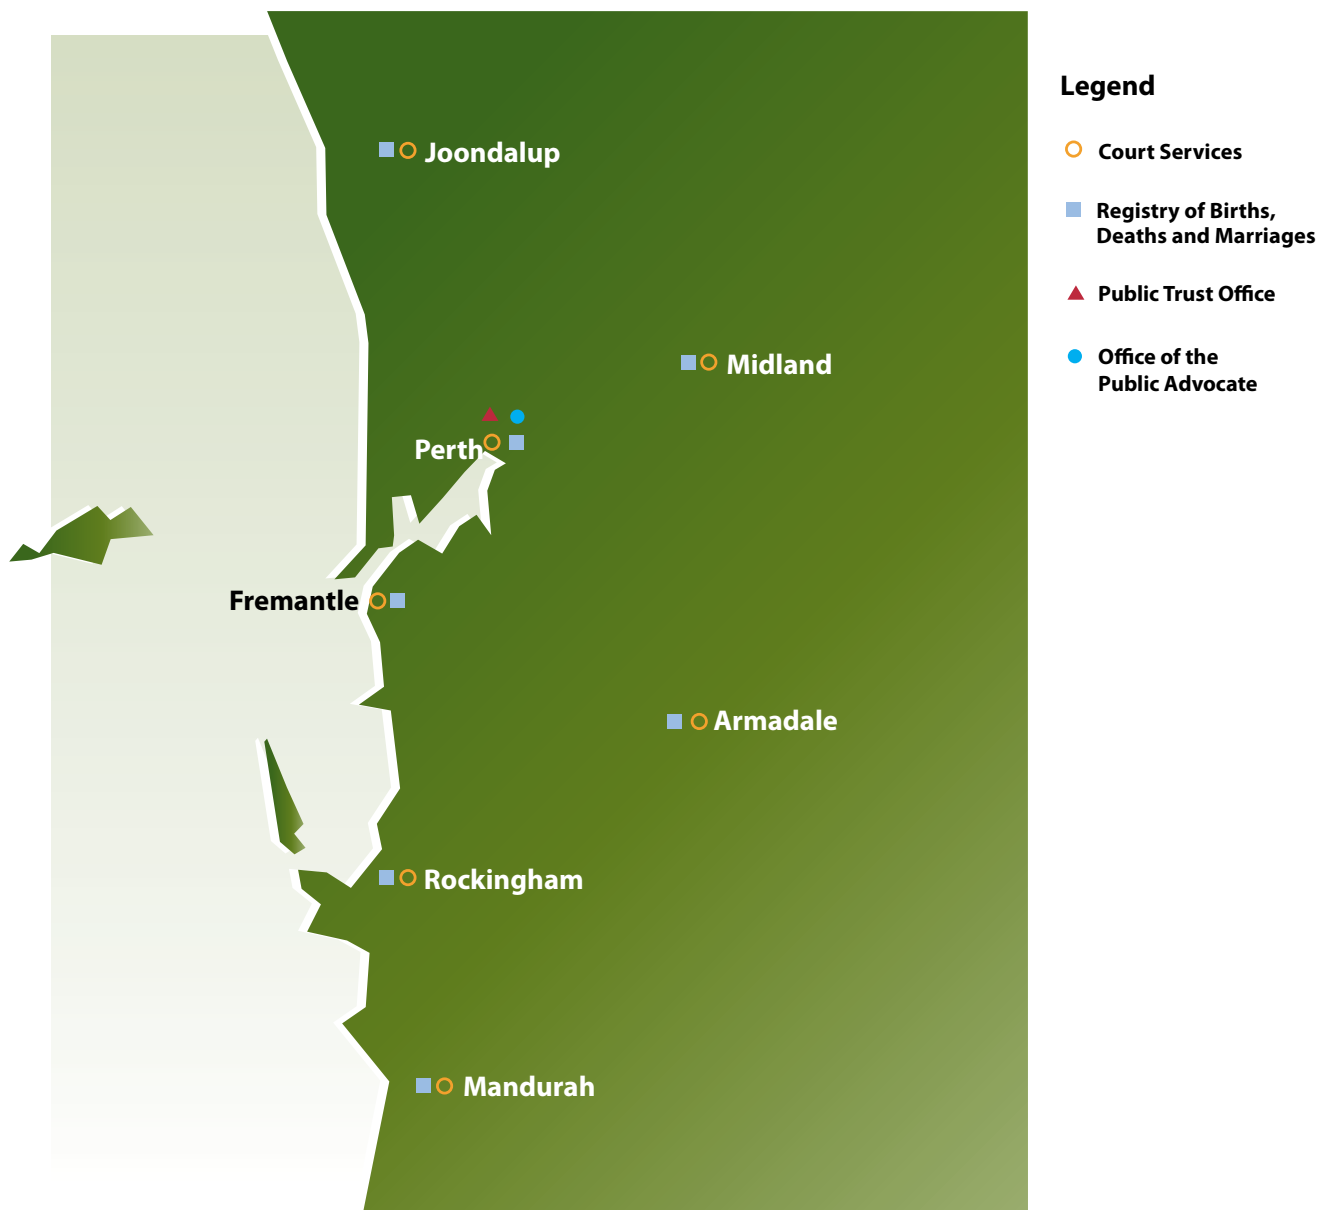 Legend
Court Services
Registry of Births,
Deaths and Marriages
Public Trust Office
Office of the
Public Advocate
Joondalup
Midland
Perth
Fremantle
Armadale
Rockingham
Mandurah